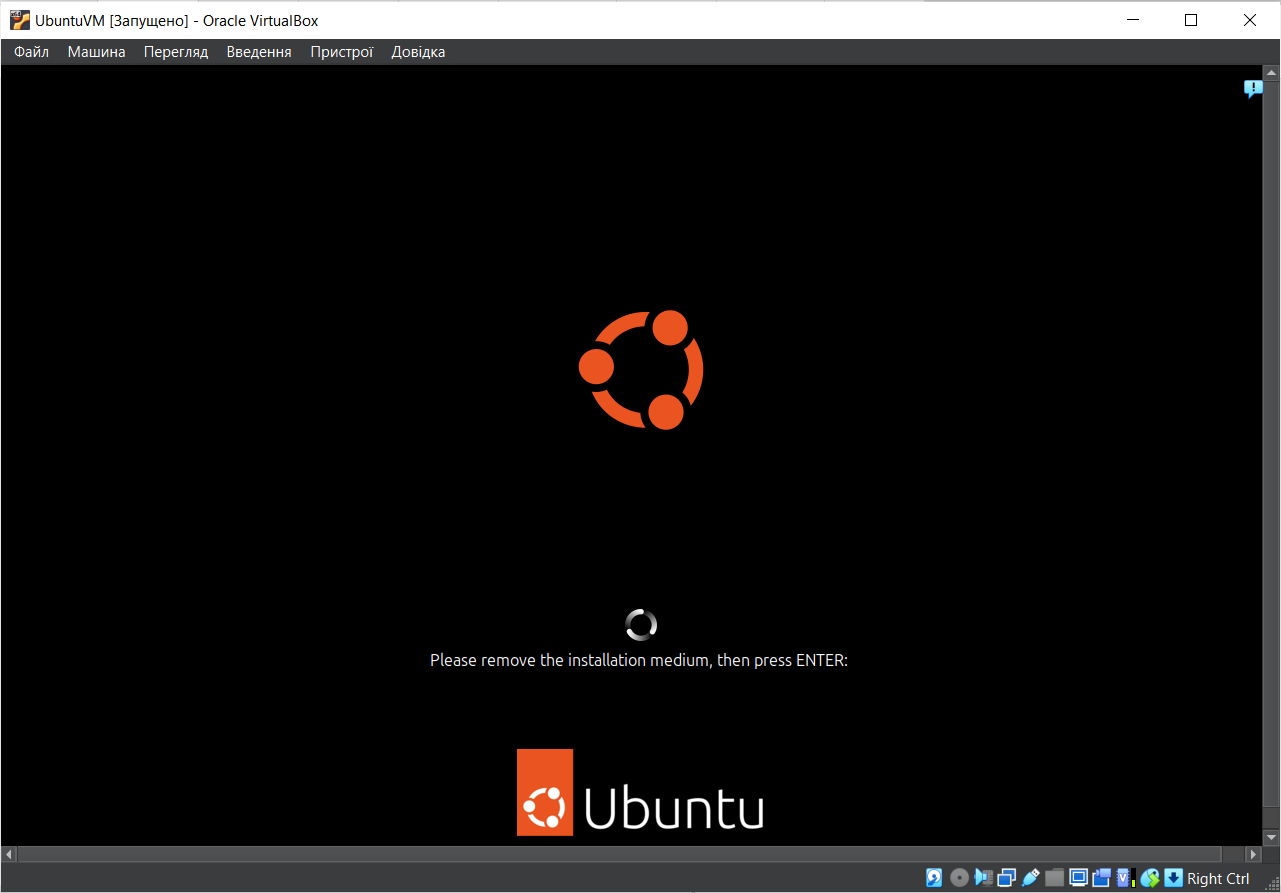 UbuntuVM [Запущено] - Oracle VirtualBox
Файл Машина Перегляд Введення Пристрої Довідка
Please remove the installation medium, then press ENTER:
Ubuntu
Right Ctrl